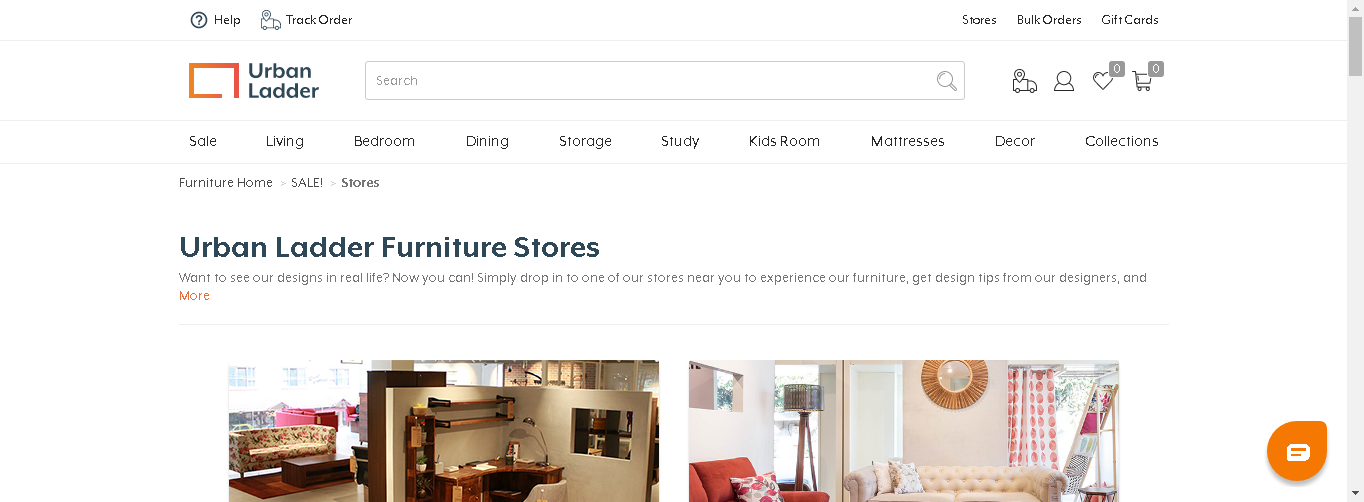 Help Track Order Stores Bulk Orders Gift Cards
Urban
Ladder
Search
0 0
Sale Living Bedroom Dining Storage Study Kids Room Mattresses Decor Collections
Furniture Home > SALE! > Stores
Urban Ladder Furniture Stores
Want to see our designs in real life? Now you can! Simply drop in to one of our stores near you to experience our furniture, get design tips from our designers, and
More